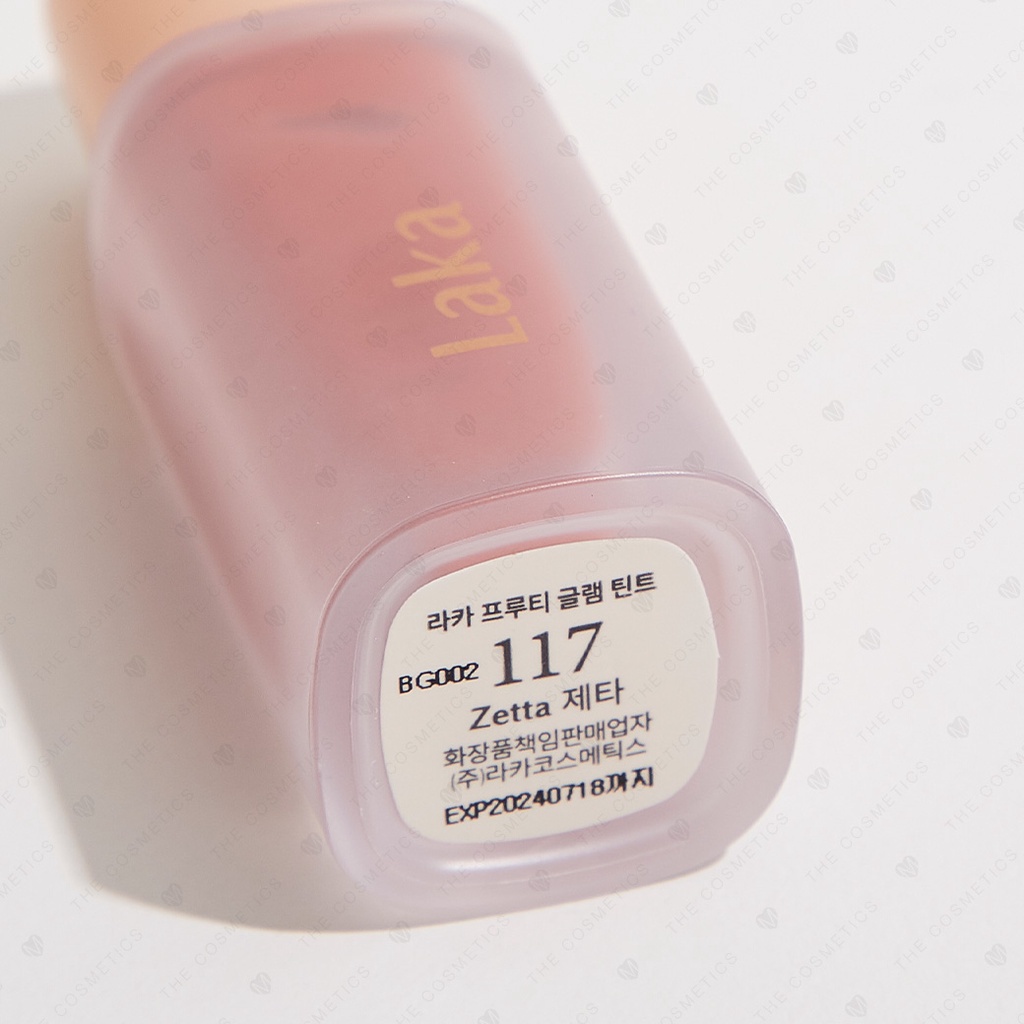 Laka
라카 프루티 글램 틴트
BG002 117
Zetta 제타
화장품책임판매업자
(주)라카코스메틱스
EXP20240718까지
THE COSMETICS